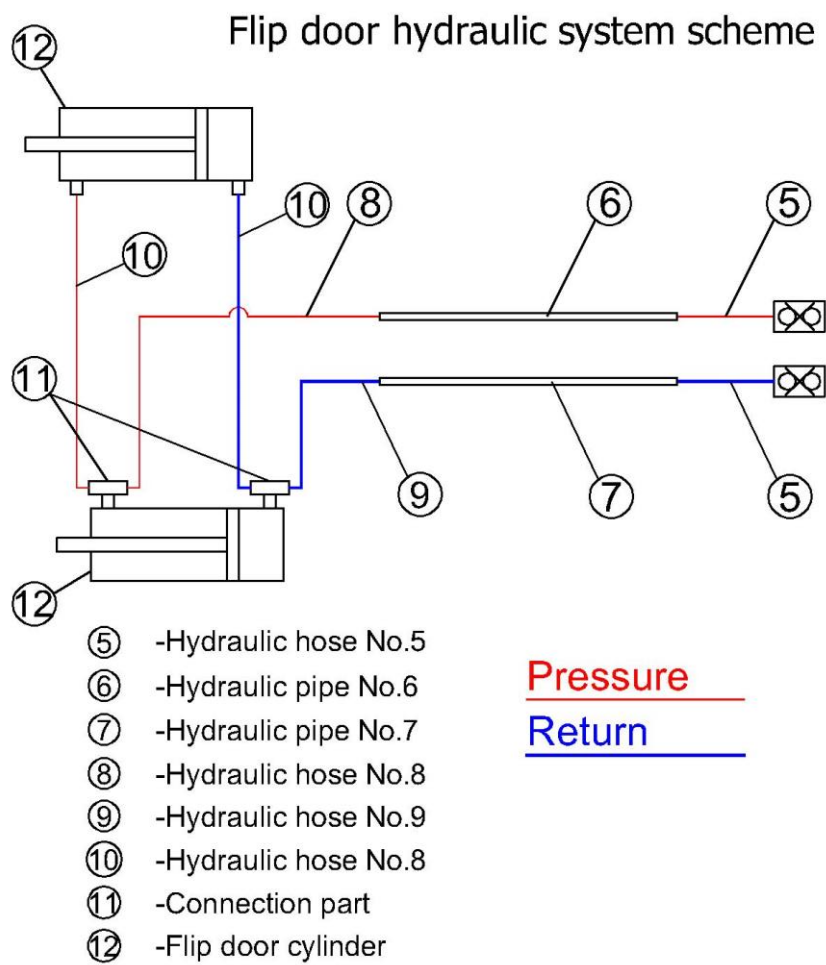 Flip door hydraulic system scheme
12
10
8
6
5
10
11
9
7
5
12
5 -Hydraulic hose No.5
6 -Hydraulic pipe No.6
7 -Hydraulic pipe No.7
8 -Hydraulic hose No.8
9 -Hydraulic hose No.9
10 -Hydraulic hose No.8
11 -Connection part
12 -Flip door cylinder
Pressure
Return